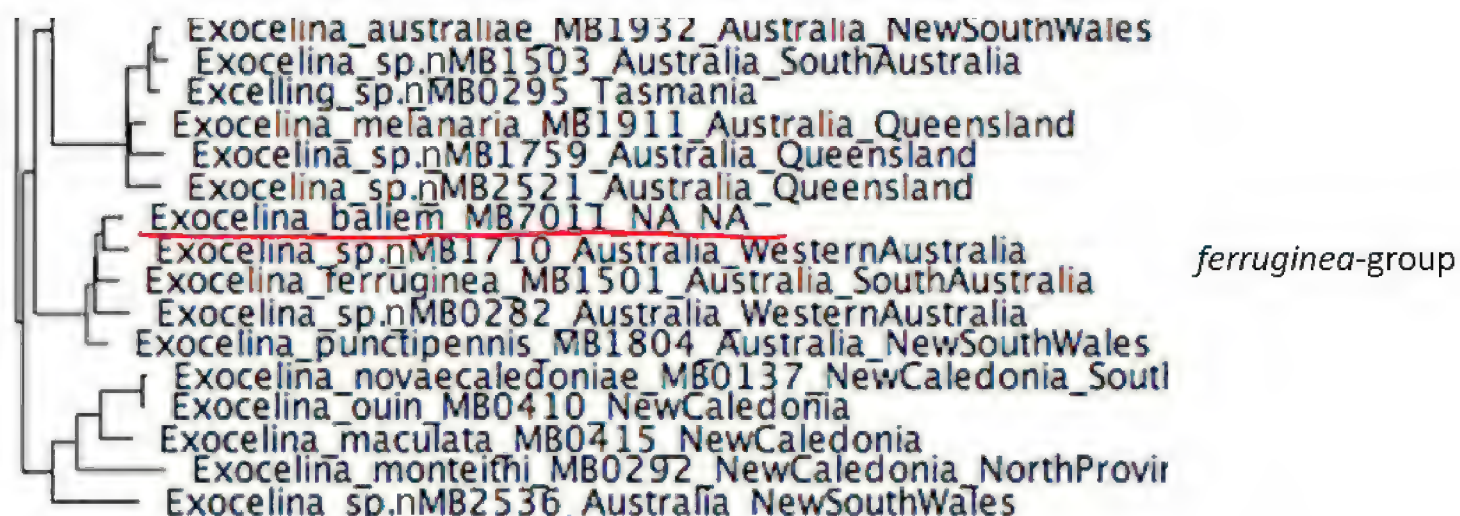 Exocelina_australiae_MB1932_Australia_NewSouthWales
Exocelina_sp.nMB1503_Australia_SouthAustralia
Excelling_sp.nMB0295_Tasmania
Exocelina_melanaria_MB1911_Australia_Queensland
Exocelina_sp.nMB1759_Australia_Queensland
Exocelina_sp.nMB2521_Australia_Queensland
Exocelina_baliem_MB7011_NA_NA
Exocelina_sp.nMB1710_Australia_WesternAustralia
ferruginea-group
Exocelina_ferruginea_MB1501_Australia_SouthAustralia
Exocelina_sp.nMB0282_Australia_WesternAustralia
Exocelina_punctipennis_MB1804_Australia_NewSouthWales
Exocelina_novaecaledoniae_MB0137_NewCaledonia_Soutl
Exocelina_ouin_MB0410_NewCaledonia
Exocelina_maculata_MB0415_NewCaledonia
Exocelina_monteithi_MB0292_NewCaledonia_NorthProvir
Exocelina_sp.nMB2536_Australia_NewSouthWales